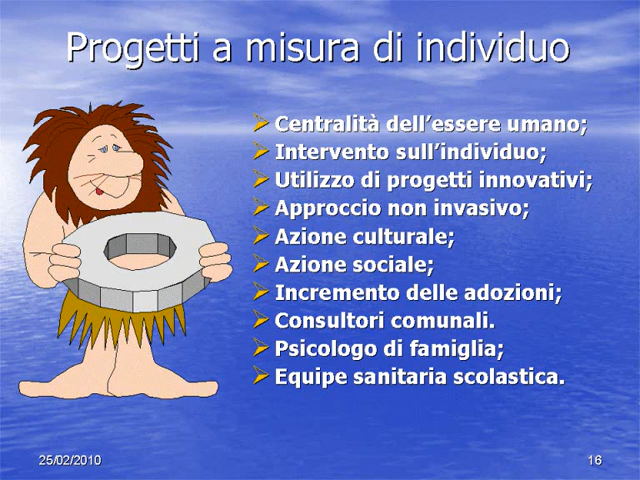 Progetti a misura di individuo
Centralità dell'essere umano;
Intervento sull'individuo;
Utilizzo di progetti innovativi;
Approccio non invasivo;
Azione culturale;
Azione sociale;
Incremento delle adozioni;
Consultori comunali.
Psicologo di famiglia;
Equipe sanitaria scolastica.
25/02/2010
16